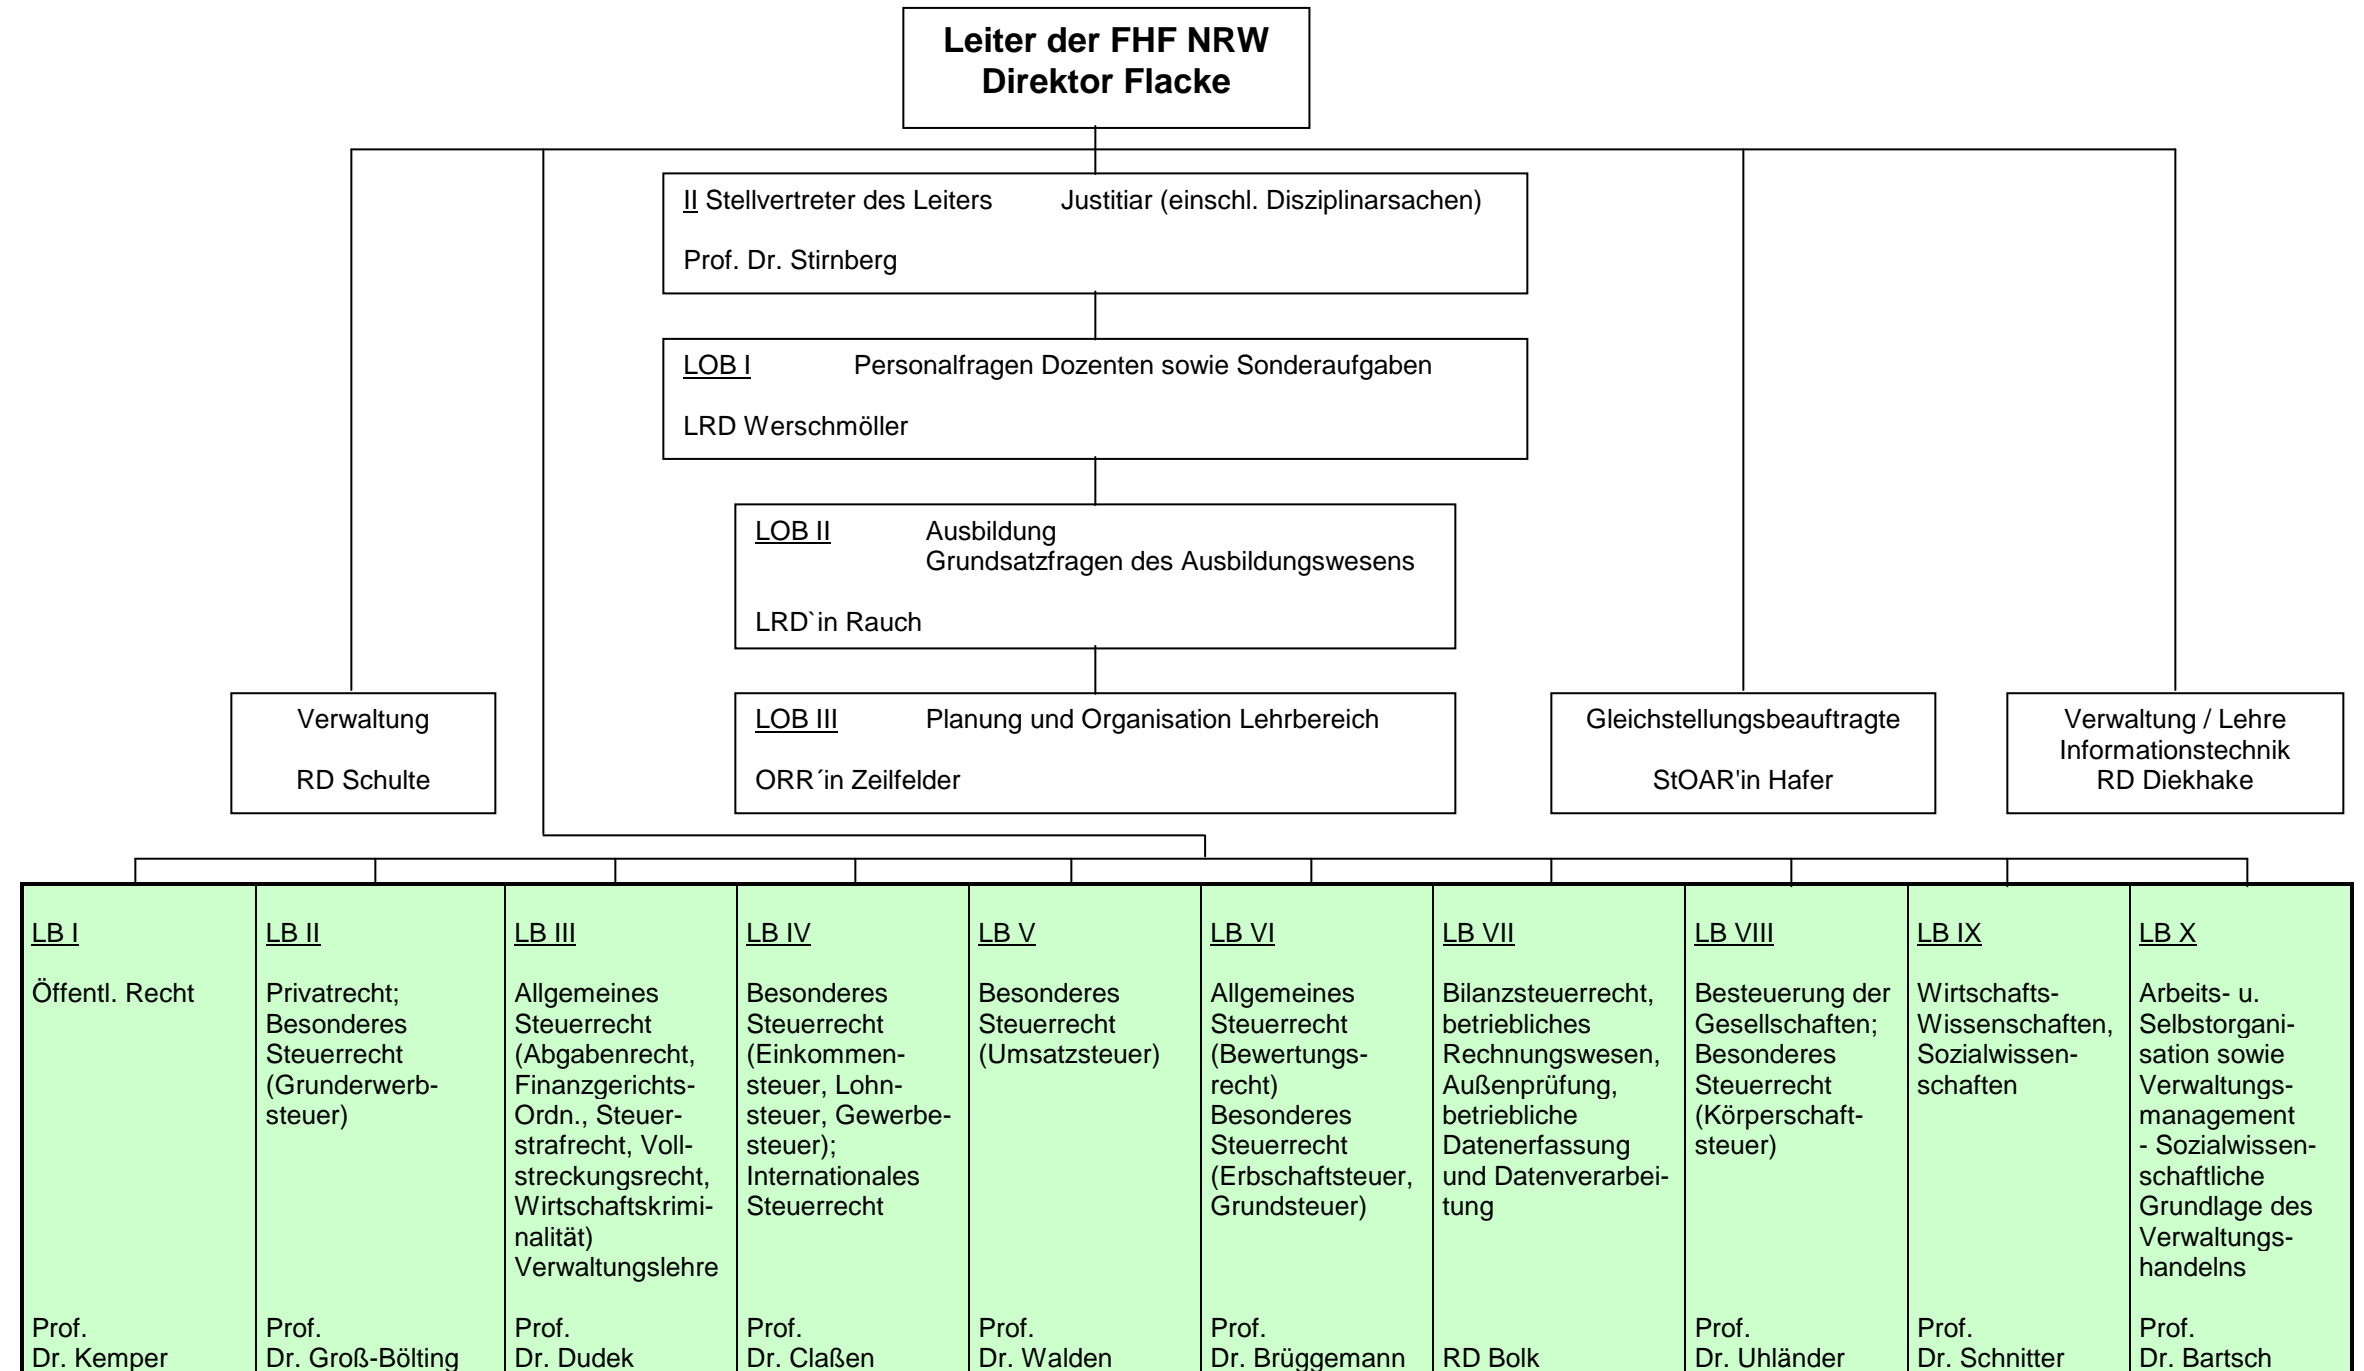 Leiter der FHF NRW
Direktor Flacke
II Stellvertreter des Leiters Justitiar (einschl. Disziplinarsachen)
Prof. Dr. Stirnberg
LOB I Personalfragen Dozenten sowie Sonderaufgaben
LRD Werschmöller
LOB II Ausbildung
Grundsatzfragen des Ausbildungswesens
LRD`in Rauch
Verwaltung
RD Schulte
LOB III Planung und Organisation Lehrbereich
ORR´in Zeilfelder
Gleichstellungsbeauftragte
StOAR'in Hafer
Verwaltung / Lehre
Informationstechnik
RD Diekhake
LB I
Öffentl. Recht
Prof.
Dr. Kemper
LB II
Privatrecht;
Besonderes
Steuerrecht
(Grunderwerb-
steuer)
Prof.
Dr. Groß-Bölting
LB III
Allgemeines
Steuerrecht
(Abgabenrecht,
Finanzgerichts-
Ordn., Steuer-
strafrecht, Voll-
streckungsrecht,
Wirtschaftskrimi-
nalität)
Verwaltungslehre
Prof.
Dr. Dudek
LB IV
Besonderes
Steuerrecht
(Einkommen-
steuer, Lohn-
steuer, Gewerbe-
steuer);
Internationales
Steuerrecht
Prof.
Dr. Claßen
LB V
Besonderes
Steuerrecht
(Umsatzsteuer)
Prof.
Dr. Walden
LB VI
Allgemeines
Steuerrecht
(Bewertungs-
recht)
Besonderes
Steuerrecht
(Erbschaftsteuer,
Grundsteuer)
Prof.
Dr. Brüggemann
LB VII
Bilanzsteuerrecht,
betriebliches
Rechnungswesen,
Außenprüfung,
betriebliche
Datenerfassung
und Datenverarbei-
tung
RD Bolk
LB VIII
Besteuerung der
Gesellschaften;
Besonderes
Steuerrecht
(Körperschaft-
steuer)
Prof.
Dr. Uhländer
LB IX
Wirtschafts-
Wissenschaften,
Sozialwissen-
schaften
Prof.
Dr. Schnitter
LB X
Arbeits- u.
Selbstorgani-
sation sowie
Verwaltungs-
management
- Sozialwissen-
schaftliche
Grundlage des
Verwaltungs-
handelns
Prof.
Dr. Bartsch